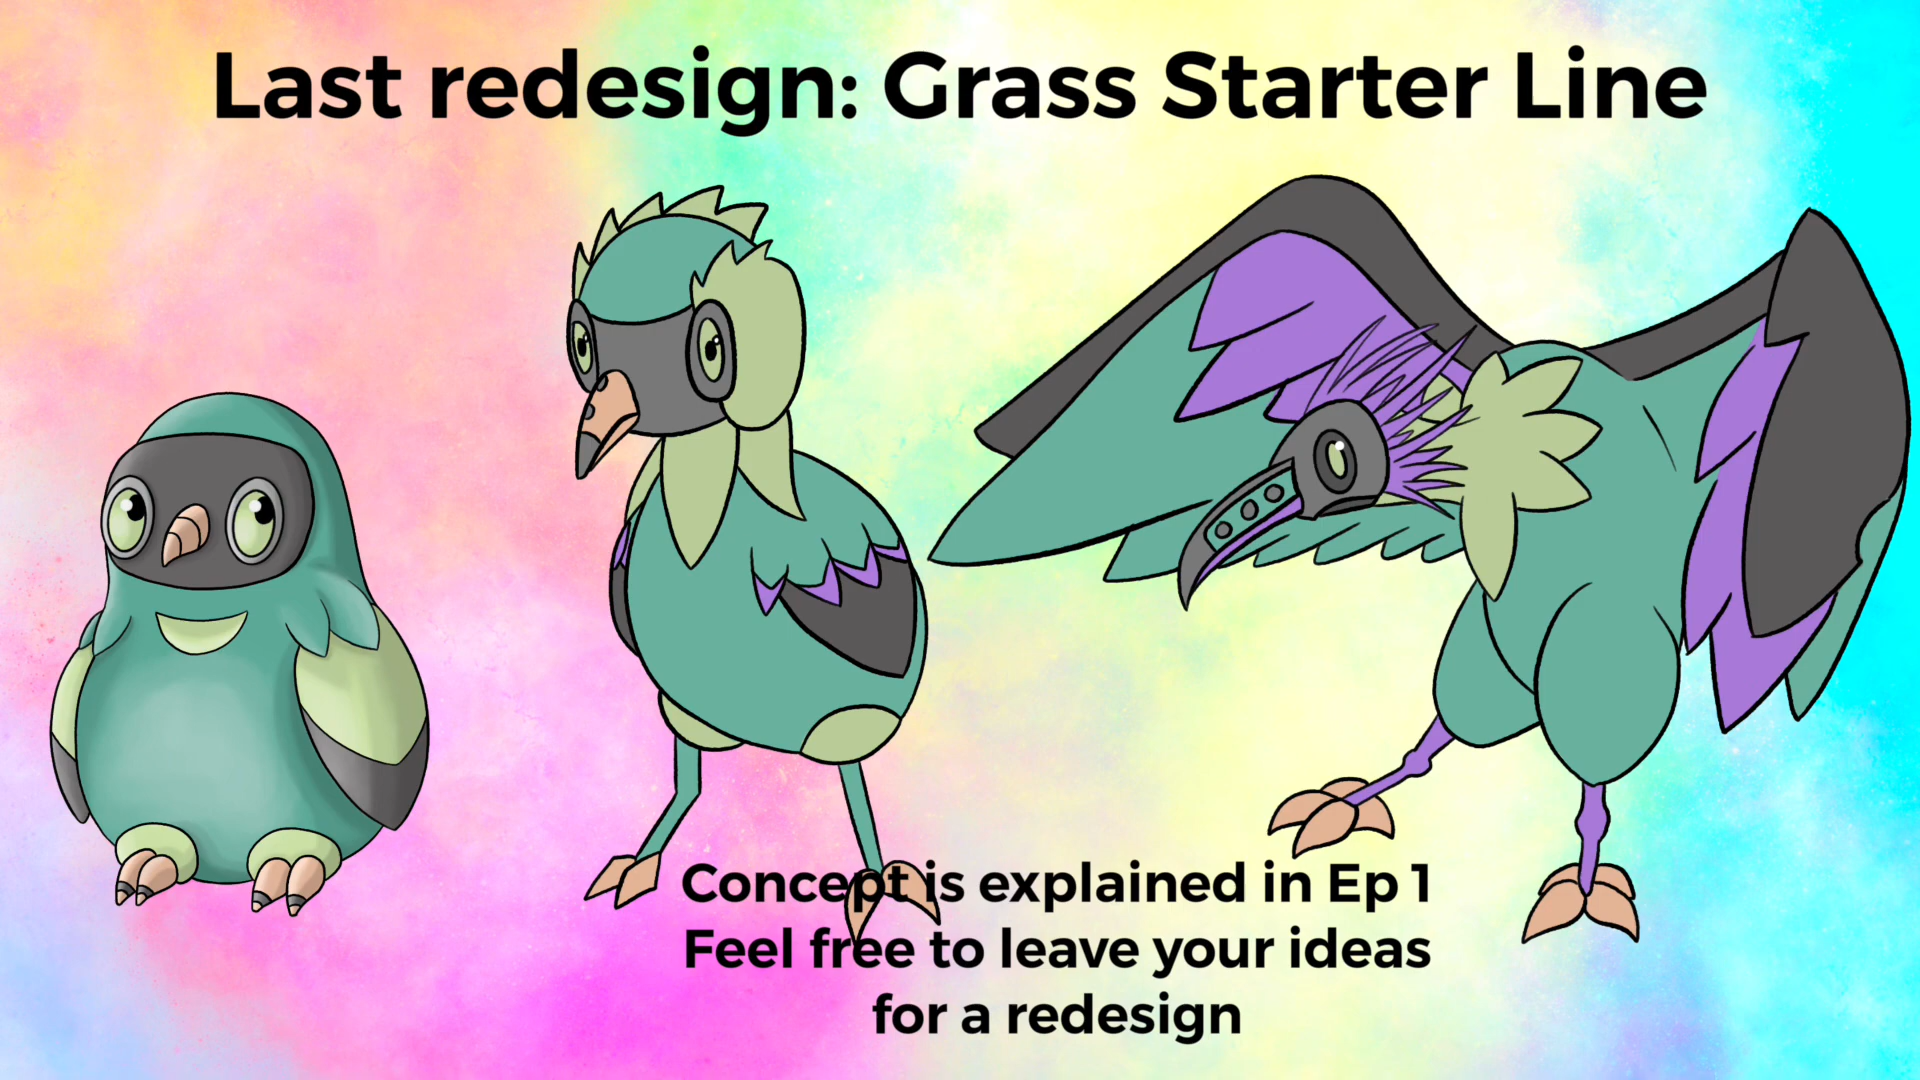 Last redesign: Grass Starter Line
Concept is explained in Ep 1
Feel free to leave your ideas
for a redesign